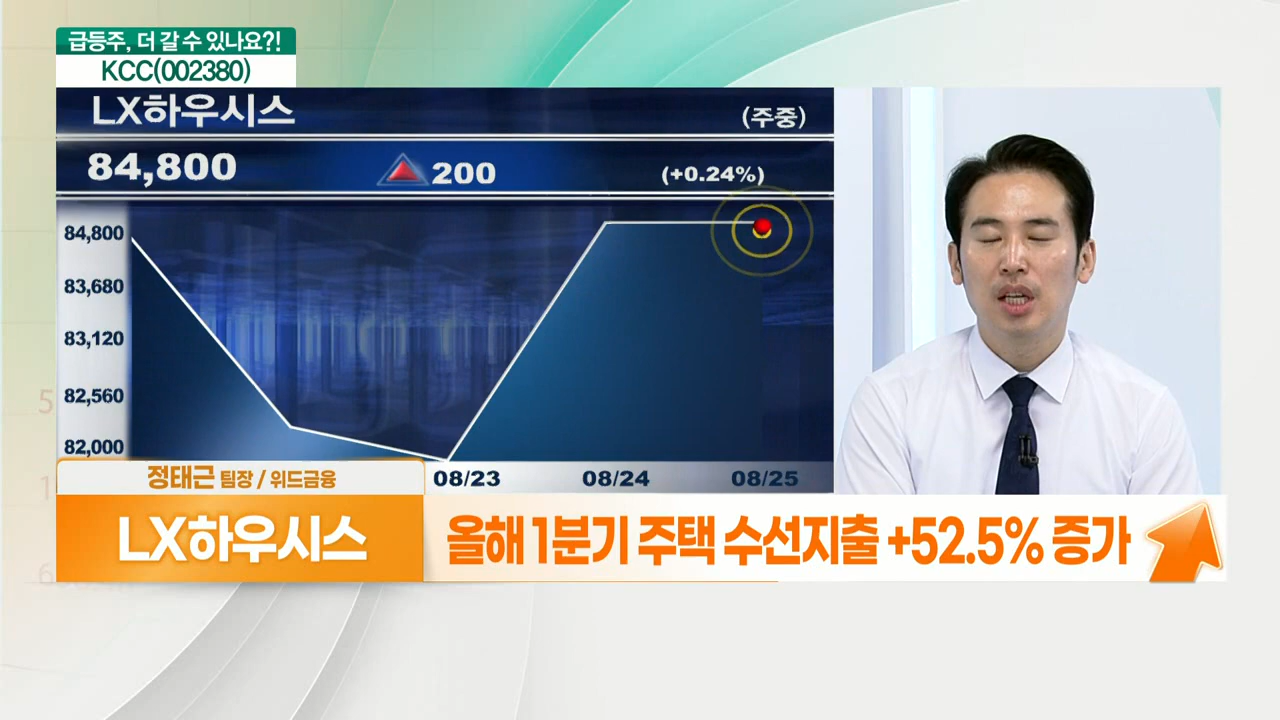 급등주, 더 갈 수 있나요?!
KCC(002380)
LX하우시스 (주중)
84,800 200 (+0.24%)
84,800
83,680
83,120
82,560
82,000
08/23 08/24 08/25
정태근 팀장 / 위드금융
LX하우시스
올해 1분기 주택 수선지출 +52.5% 증가